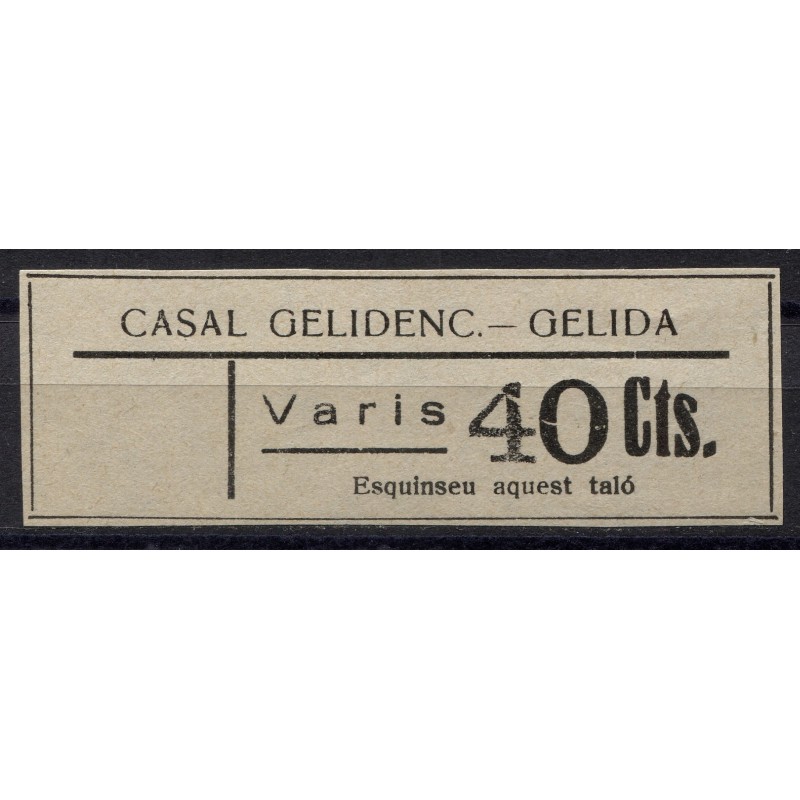 CASAL GELIDENC.— GELIDA
Varis 40 Cts.
Esquinseu aquest taló